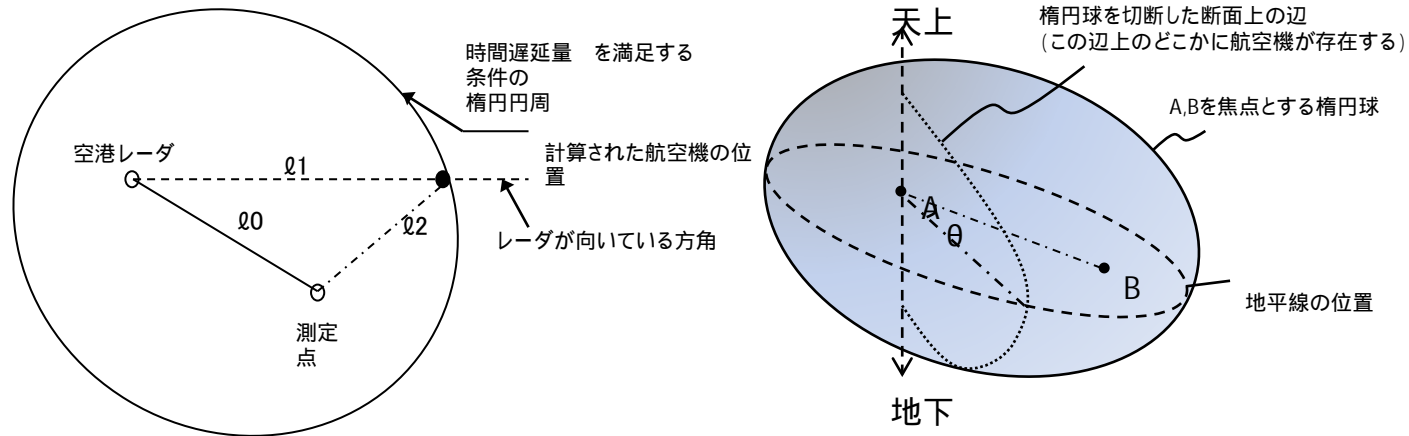 時間遅延量　を満足する
条件の
楕円円周
空港レーダ
ℓ1
計算された航空機の位
置
ℓ0
ℓ2
レーダが向いている方角
測定
点
天上
楕円球を切断した断面上の辺
(この辺上のどこかに航空機が存在する)
A,Bを焦点とする楕円球
A
θ
B
地平線の位置
地下